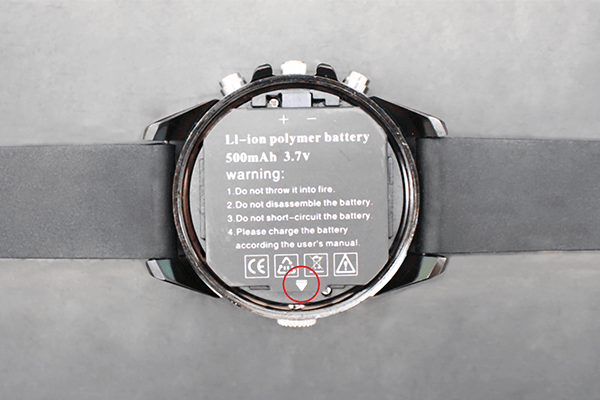 + −
LI-ion polymer battery
500mAh 3.7v
warning:
1.Do not throw it into fire.
2.Do not disassemble the battery.
3.Do not short-circuit the battery
4.Please charge the battery
according the user's manual.
CE